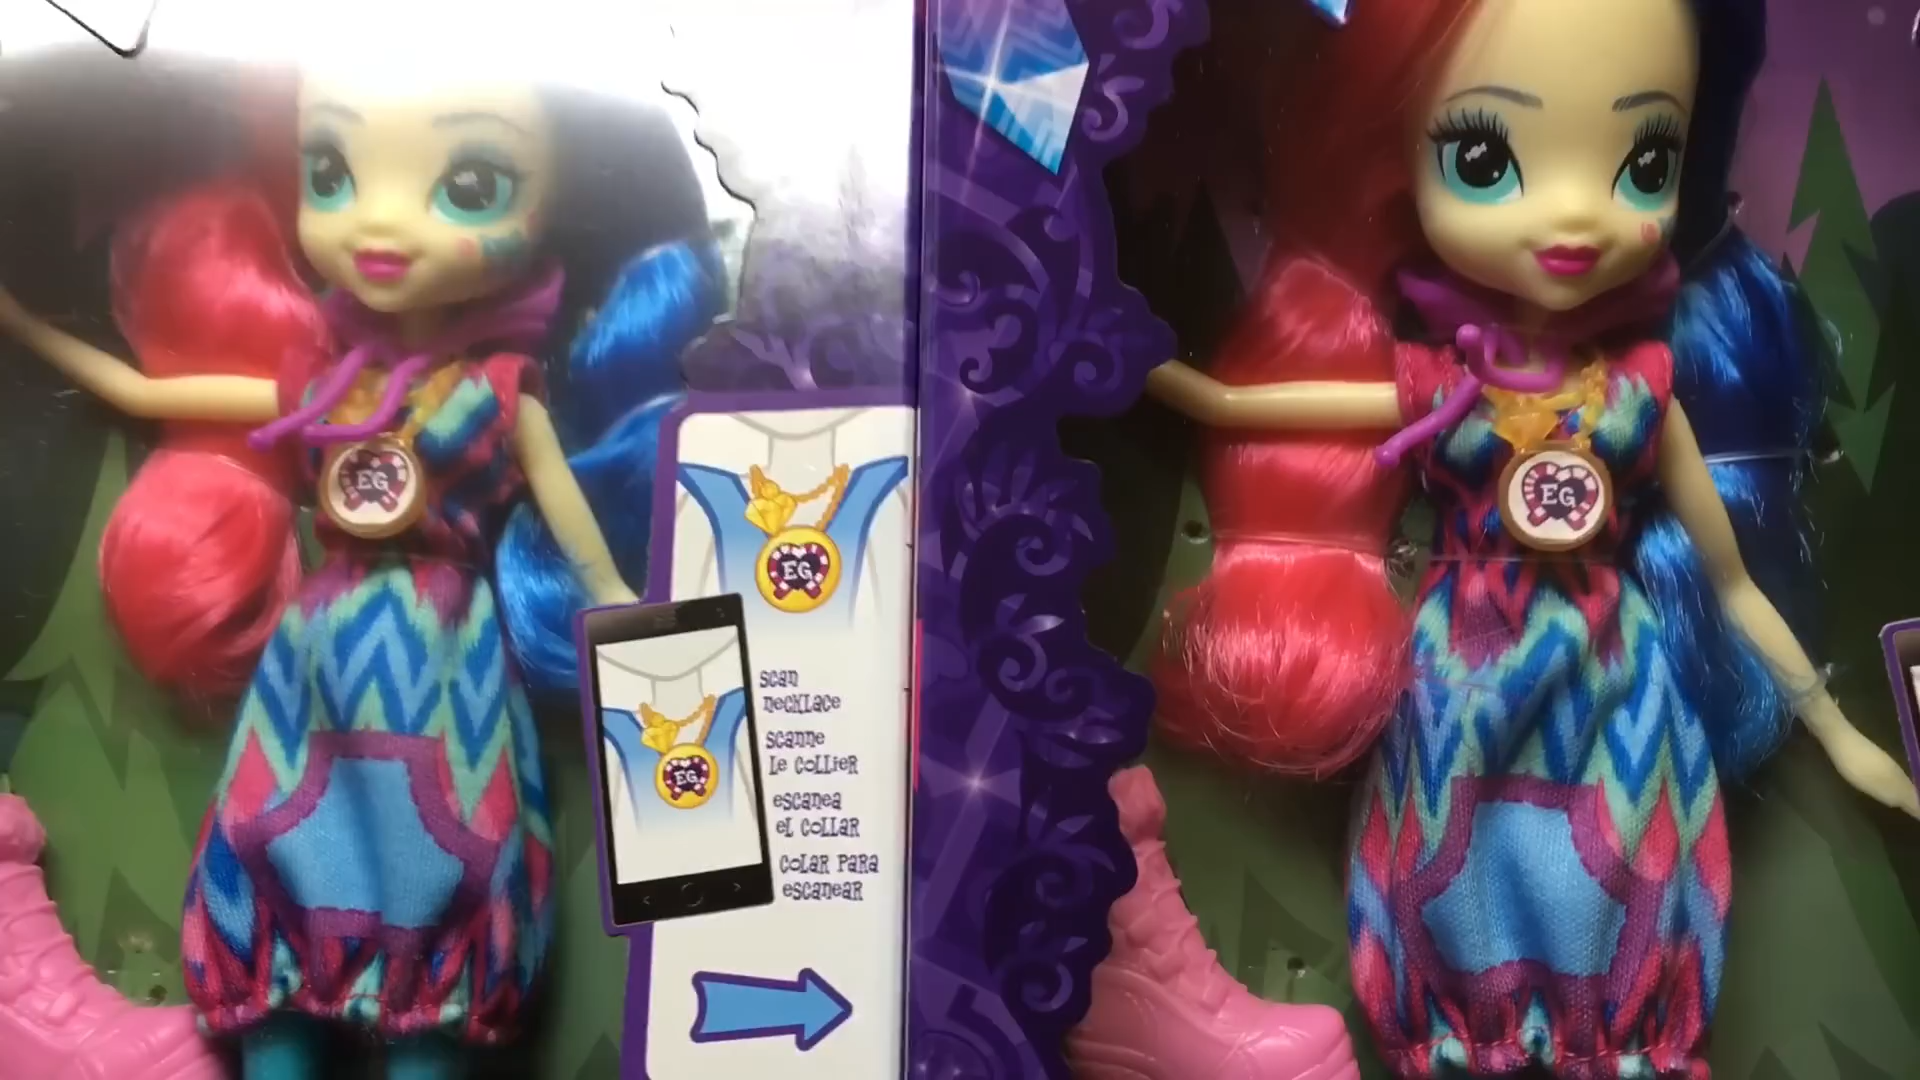 EG
EG
EG
EG
scan
necklace
scanne
le collier
escanea
el collar
colar para
escanear